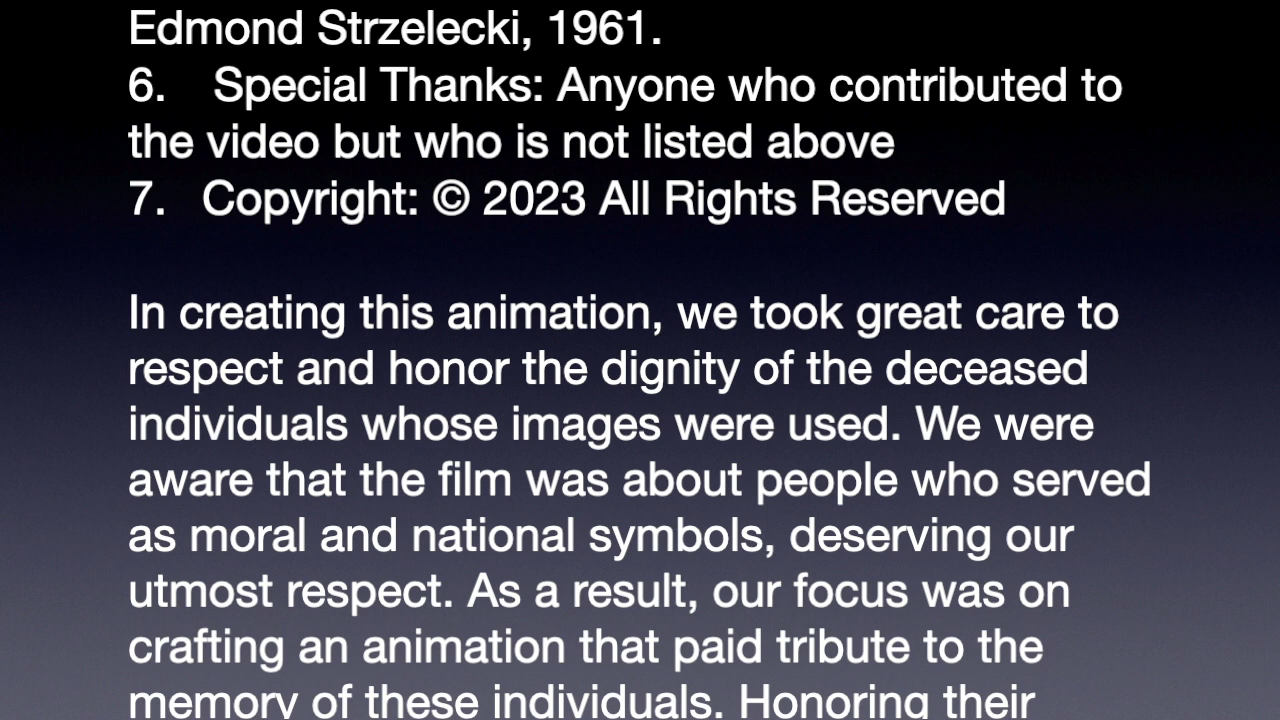 Edmond Strzelecki, 1961.
6. Special Thanks: Anyone who contributed to
the video but who is not listed above
7. Copyright: © 2023 All Rights Reserved
In creating this animation, we took great care to
respect and honor the dignity of the deceased
individuals whose images were used. We were
aware that the film was about people who served
as moral and national symbols, deserving our
utmost respect. As a result, our focus was on
crafting an animation that paid tribute to the
memory of these individuals. Honoring their